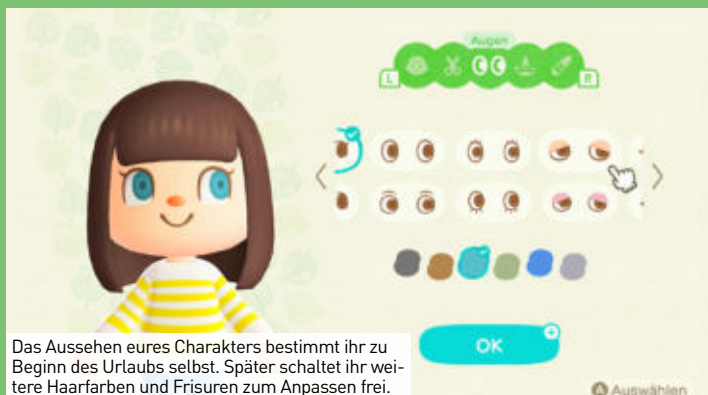 Augen
L
R
OK
Das Aussehen eures Charakters bestimmt ihr zu
Beginn des Urlaubs selbst. Später schaltet ihr wei-
tere Haarfarben und Frisuren zum Anpassen frei.
A Auswählen